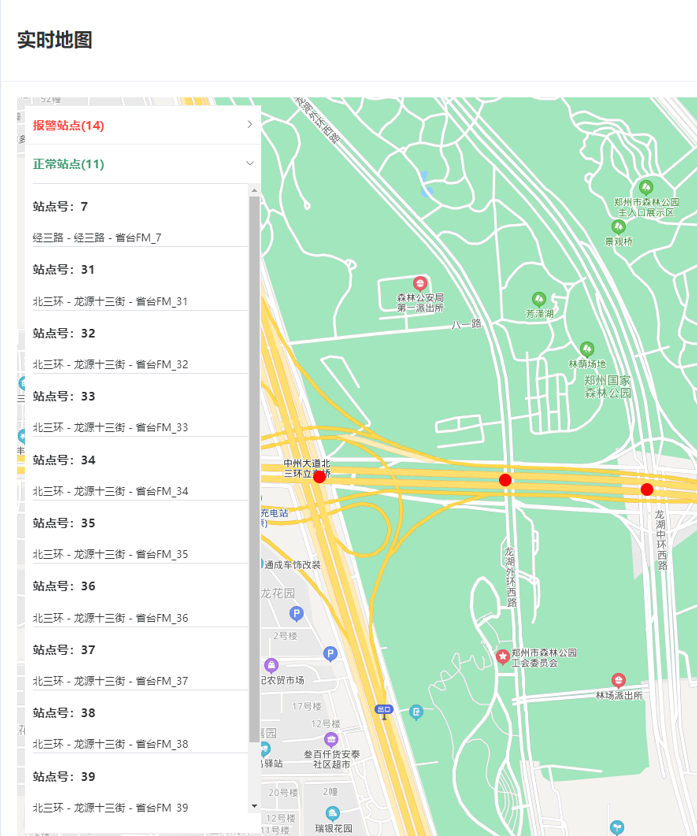 实时地图
52幢
报警站点(14)
正常站点(11)
站点号：7
经三路 - 经三路 - 省台FM_7
站点号：31
北三环 - 龙源十三街 - 省台FM_31
站点号：32
北三环 - 龙源十三街 - 省台FM_32
站点号：33
北三环 - 龙源十三街 - 省台FM_33
站点号：34
北三环 - 龙源十三街 - 省台FM_34
站点号：35
北三环 - 龙源十三街 - 省台FM_35
站点号：36
北三环 - 龙源十三街 - 省台FM_36
站点号：37
北三环 - 龙源十三街 - 省台FM_37
站点号：38
北三环 - 龙源十三街 - 省台FM_38
站点号：39
北三环 - 龙源十三街 - 省台FM_39
龙湖外环西路
郑州市森林公园
主入口展示区
景观桥
森林公安局
第一派出所
芳泽湖
八一路
林荫场地
郑州国家
森林公园
中州大道北
三环立交桥
充电站
龙湖中环西路
通成车饰改装
龙湖外环西路
龙花园
P
2号楼
P
郑州市森林公园
工会委员会
农贸市场
林场派出所
17号楼
出口
12号楼
嘉园
驿站
叁百仟货安泰
社区超市
20号楼
2幢
12号楼
11号楼
瑞银花园